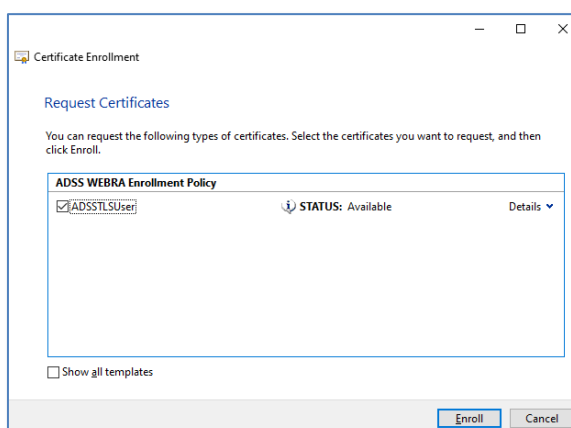 Certificate Enrollment
Request Certificates
You can request the following types of certificates. Select the certificates you want to request, and then
click Enroll.
ADSS WEBRA Enrollment Policy
ADSSTLSUser STATUS: Available Details
Show all templates
Enroll Cancel